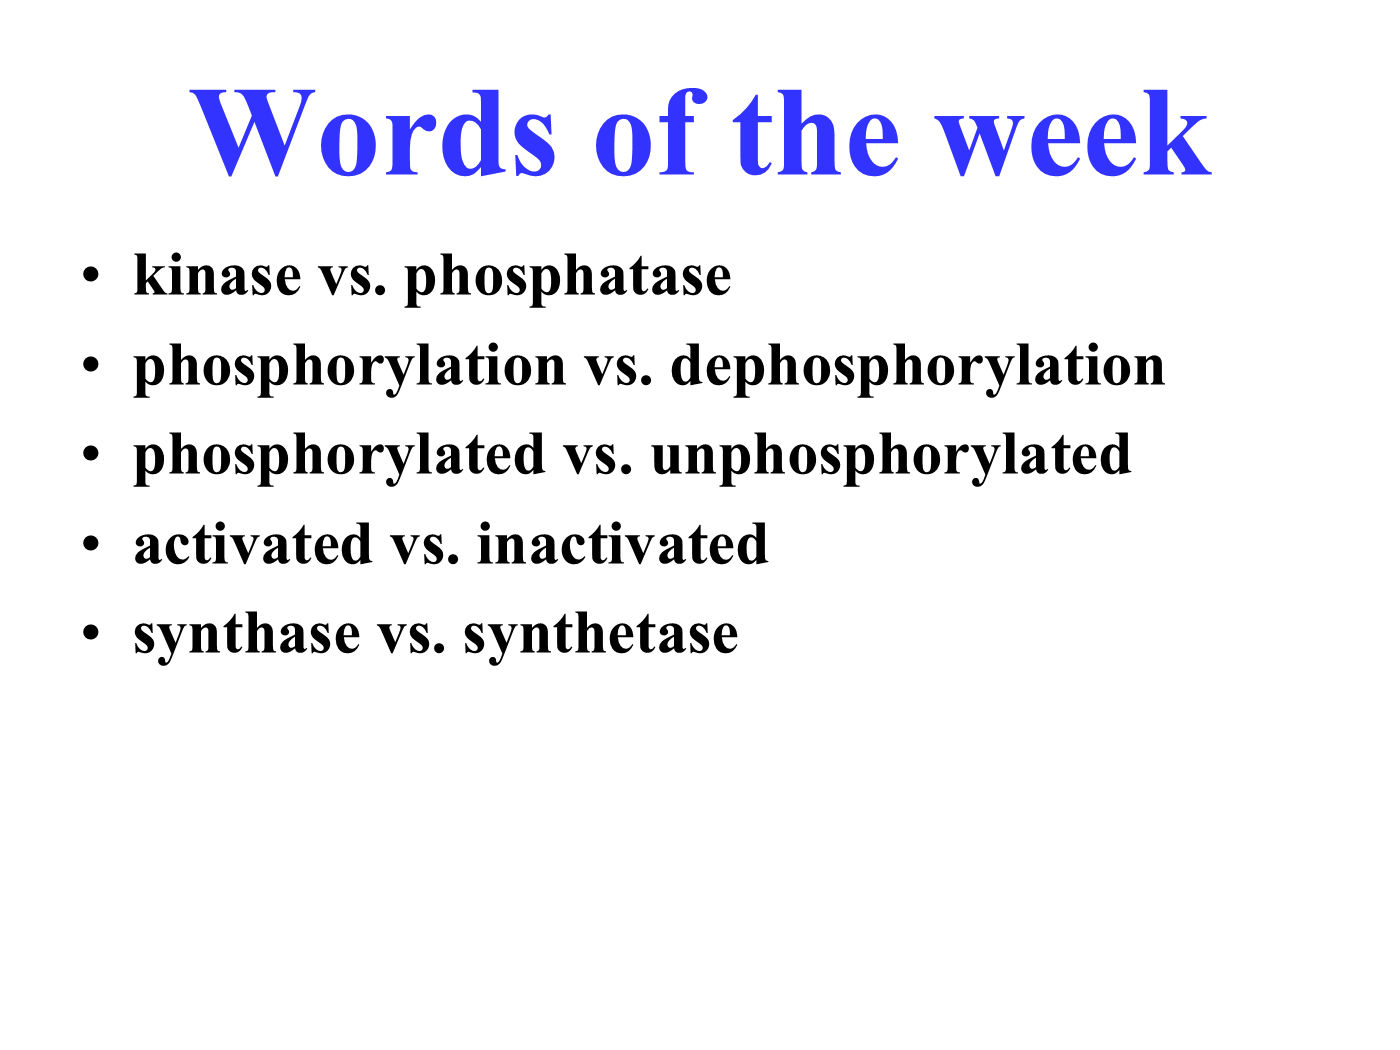 Words of the week
• kinase vs. phosphatase
• phosphorylation vs. dephosphorylation
• phosphorylated vs. unphosphorylated
• activated vs. inactivated
• synthase vs. synthetase